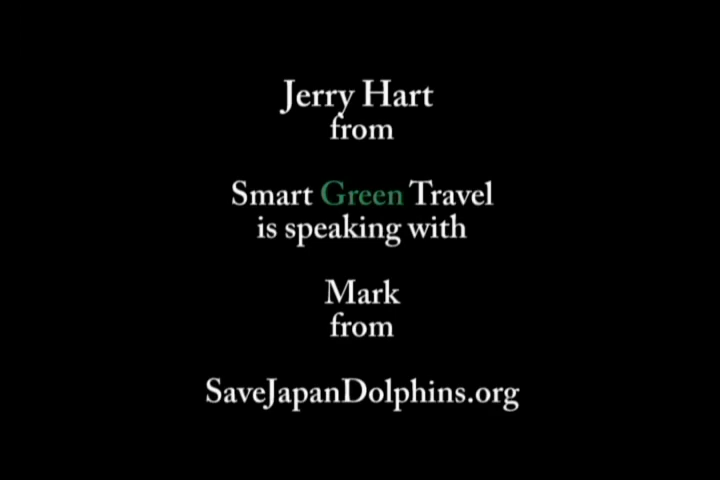 Jerry Hart
from
Smart Green Travel
is speaking with
Mark
from
SaveJapanDolphins.org